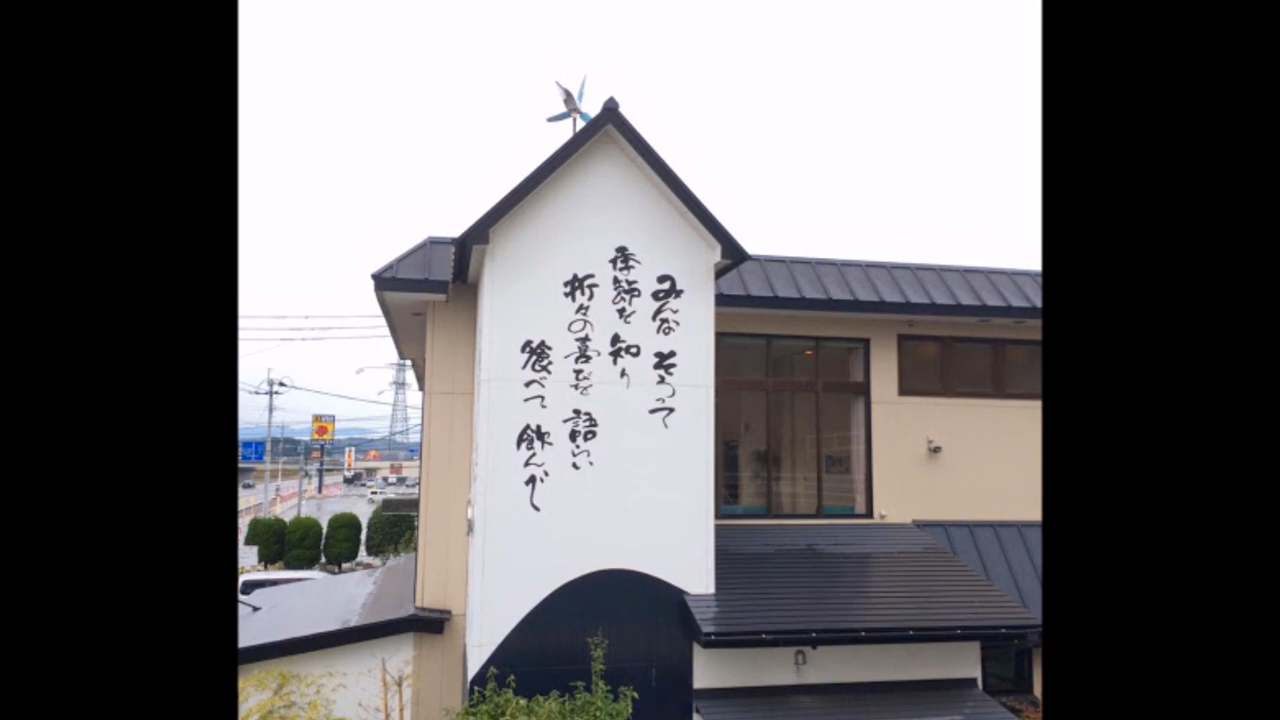 みんな そろって
季節を 知り
折々の喜びを 語らい
飡べて 飲んで